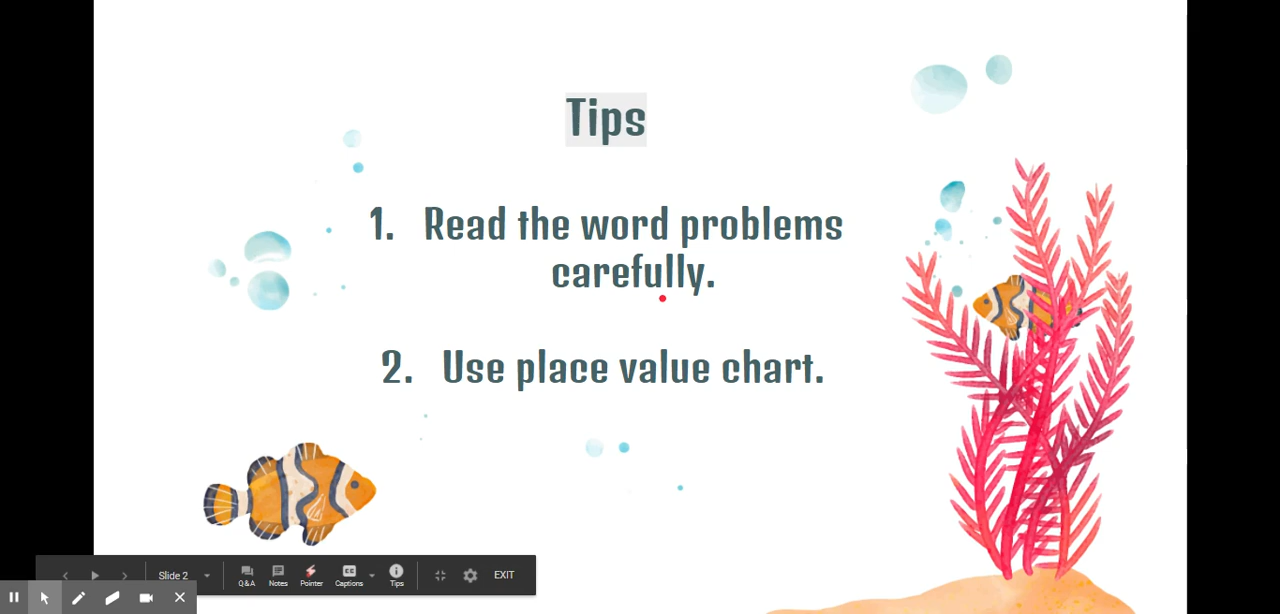 Tips
1. Read the word problems
carefully.
2. Use place value chart.
Slide 2
Q&A
Notes
Pointer
CC
Captions
Tips
EXIT